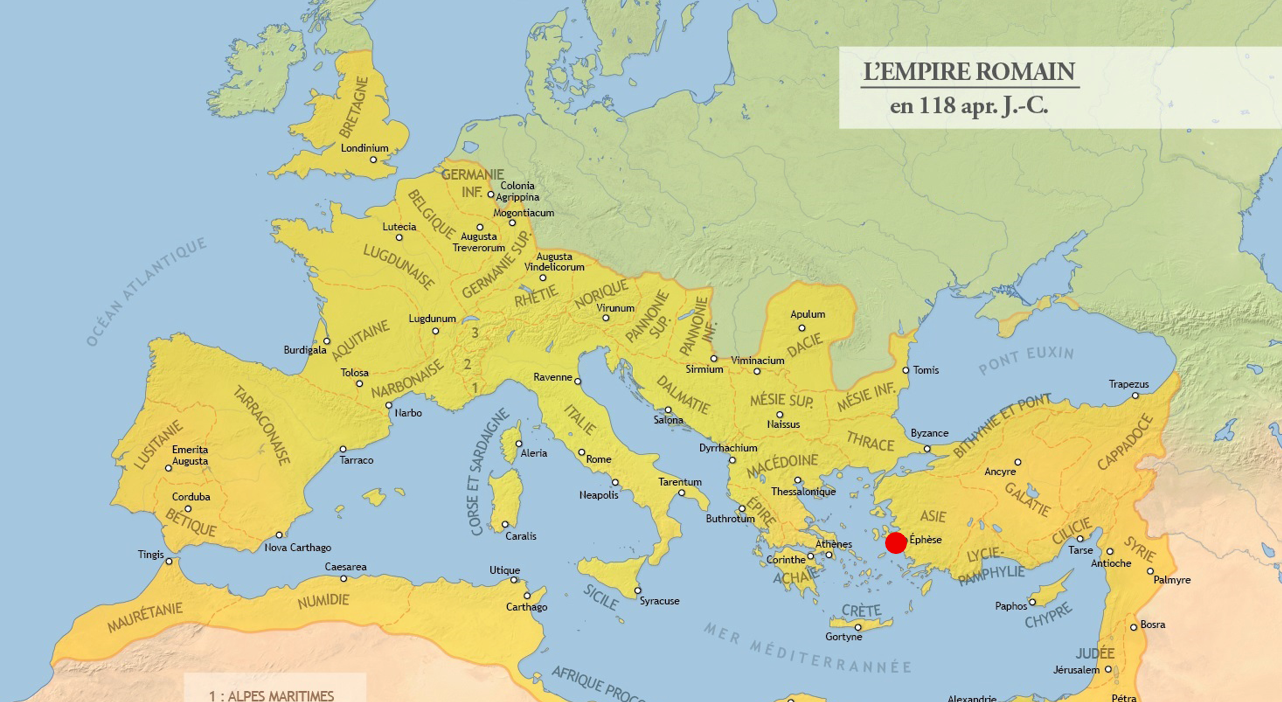 L'EMPIRE ROMAIN
en 118 apr. J.-C.
BRETAGNE
Londinium
GERMANIE
INF.
Colonia
Agrippina
BELGIQUE
Mogontiacum
Lutecia
Augusta
Treverorum
GERMANIE SUP.
LUGDUNAISE
Augusta
Vindelicorum
OCÉAN ATLANTIQUE
RHÉTIE
NORIQUE
Virunum
PANNONIE
SUP.
PANNONIE
INF.
Apulum
DACIE
Lugdunum
3
AQUITAINE
Burdigala
2
Tolosa
NARBONAISE
1
Ravenne
Sirmium
Viminacium
Tomis
PONT EUXIN
Trapezus
Narbo
DALMATIE
Salona
MÉSIE SUP.
Naissus
MÉSIE INF.
TARRACONAISE
ITALIE
CORSE ET SARDAIGNE
Aleria
Rome
Dyrrhachium
THRACE
Byzance
BITHYNIE ET PONT
CAPPADOCE
LUSITANIE
Emerita
Augusta
Tarraco
MACÉDOINE
Ancyre
GALATIE
Corduba
BÉTIQUE
Neapolis
Tarentum
Thessalonique
Buthrotum
ÉPIRE
ASIE
Éphèse
Nova Carthago
Caralis
Athènes
Corinthe
ACHAÏE
LYCIE-
PAMPHYLIE
CILICIE
Tarse
SYRIE
Antioche
Palmyre
Tingis
Caesarea
Utique
Carthago
SICILE
Syracuse
CRÈTE
Gortyne
Paphos
CHYPRE
MAURÉTANIE
NUMIDIE
MER MÉDITERRANNÉE
Bosra
JUDÉE
Jérusalem
AFRIQUE PROC
1 : ALPES MARITIMES
Alexandrie
Pétra